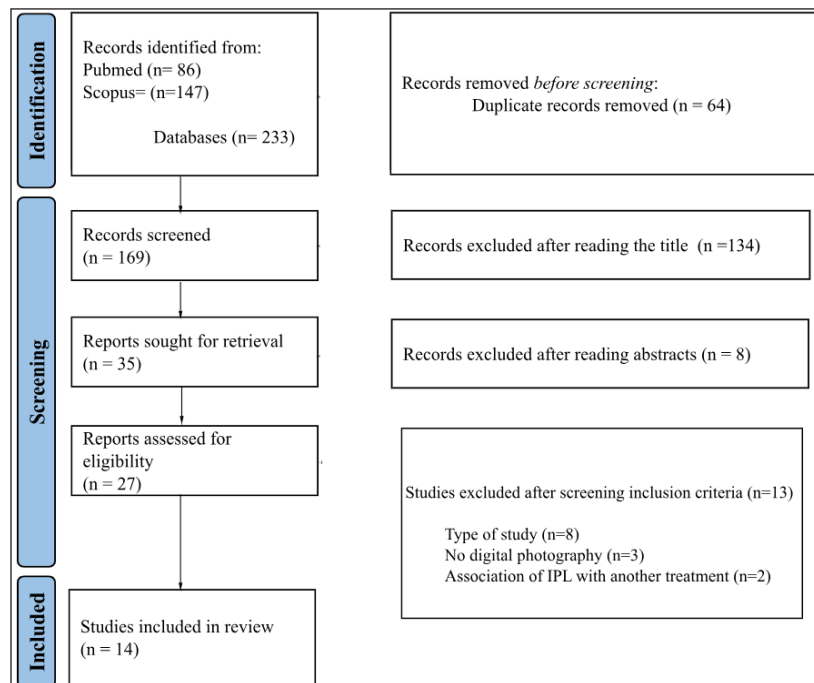 Identification
Records identified from:
Pubmed (n= 86)
Scopus= (n=147)
Databases (n= 233)
Records removed before screening:
Duplicate records removed (n = 64)
Screening
Records screened
(n = 169)
Records excluded after reading the title (n =134)
Reports sought for retrieval
(n = 35)
Records excluded after reading abstracts (n = 8)
Reports assessed for
eligibility
(n = 27)
Studies excluded after screening inclusion criteria (n=13)
Type of study (n=8)
No digital photography (n=3)
Association of IPL with another treatment (n=2)
Included
Studies included in review
(n = 14)